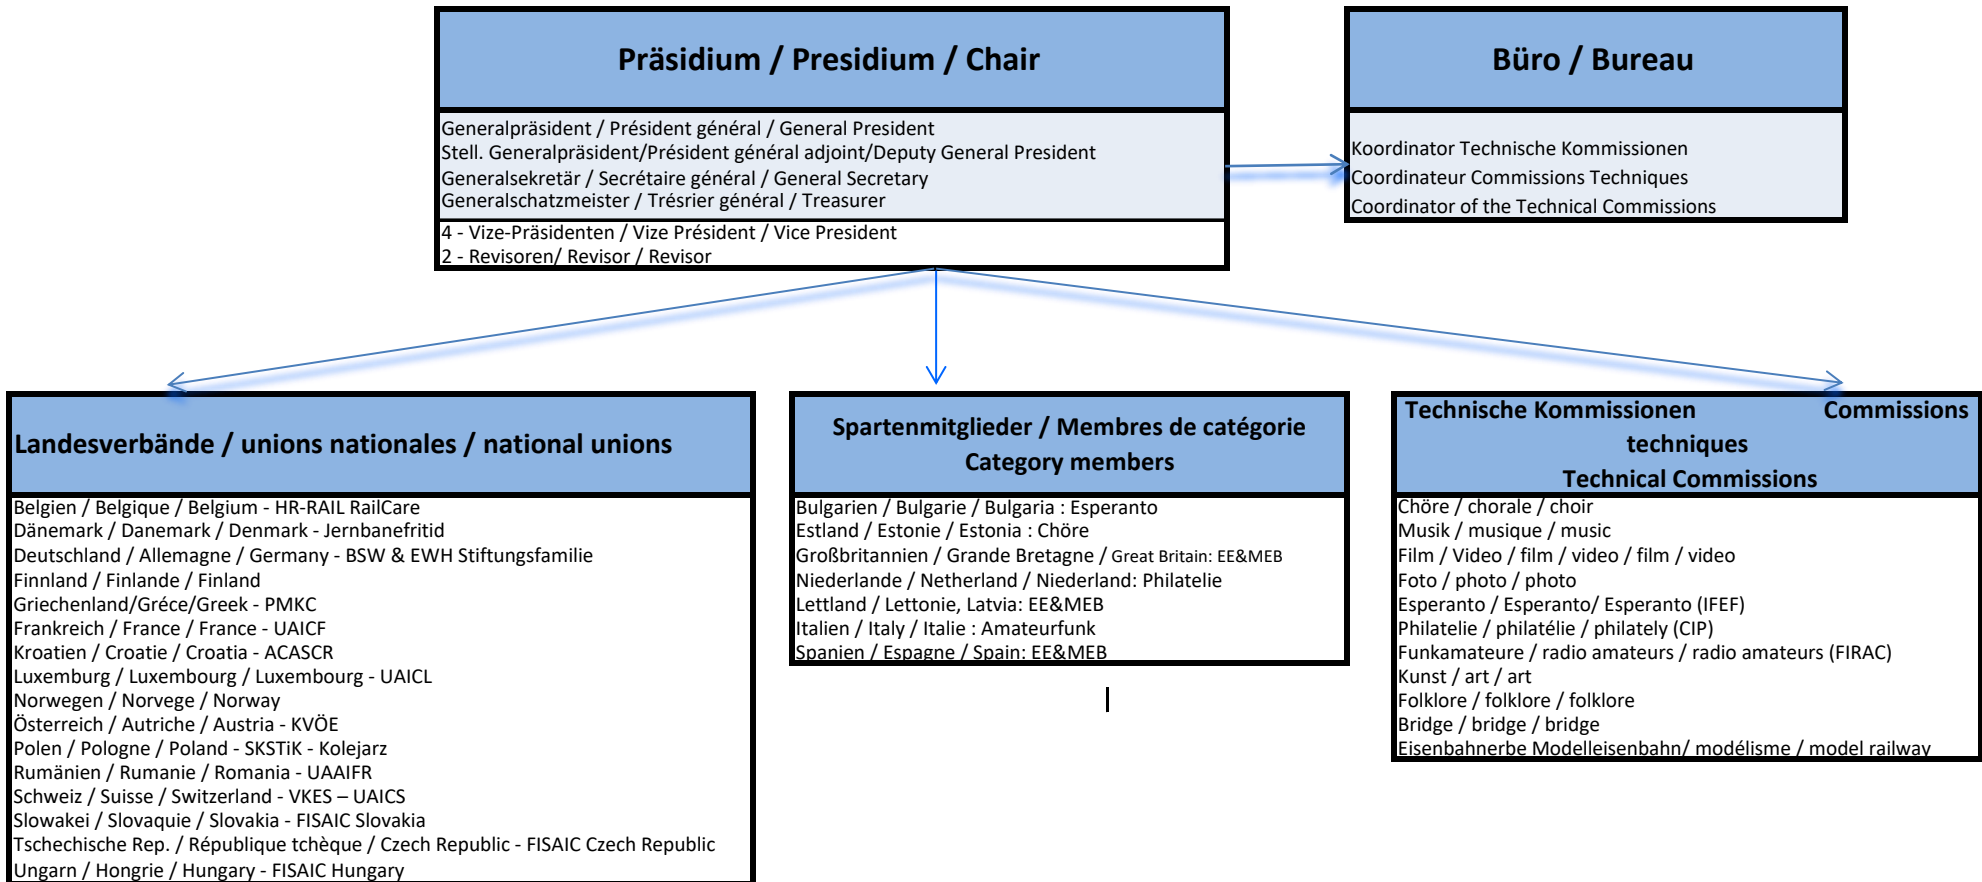 Präsidium / Presidium / Chair
Generalpräsident / Président général / General President
Stell. Generalpräsident/Président général adjoint/Deputy General President
Generalsekretär / Secrétaire général / General Secretary
Generalschatzmeister / Trésrier général / Treasurer
4 - Vize-Präsidenten / Vize Président / Vice President
2 - Revisoren/ Revisor / Revisor
Büro / Bureau
Koordinator Technische Kommissionen
Coordinateur Commissions Techniques
Coordinator of the Technical Commissions
Landesverbände / unions nationales / national unions
Belgien / Belgique / Belgium - HR-RAIL RailCare
Dänemark / Danemark / Denmark - Jernbanefritid
Deutschland / Allemagne / Germany - BSW & EWH Stiftungsfamilie
Finnland / Finlande / Finland
Griechenland/Gréce/Greek - PMKC
Frankreich / France / France - UAICF
Kroatien / Croatie / Croatia - ACASCR
Luxemburg / Luxembourg / Luxembourg - UAICL
Norwegen / Norvege / Norway
Österreich / Autriche / Austria - KVÖE
Polen / Pologne / Poland - SKSTiK - Kolejarz
Rumänien / Rumanie / Romania - UAAIFR
Schweiz / Suisse / Switzerland - VKES – UAICS
Slowakei / Slovaquie / Slovakia - FISAIC Slovakia
Tschechische Rep. / République tchèque / Czech Republic - FISAIC Czech Republic
Ungarn / Hongrie / Hungary - FISAIC Hungary
Spartenmitglieder / Membres de catégorie
Category members
Bulgarien / Bulgarie / Bulgaria : Esperanto
Estland / Estonie / Estonia : Chöre
Großbritannien / Grande Bretagne / Great Britain: EE&MEB
Niederlande / Netherland / Niederland: Philatelie
Lettland / Lettonie, Latvia: EE&MEB
Italien / Italy / Italie : Amateurfunk
Spanien / Espagne / Spain: EE&MEB
Technische Kommissionen Commissions
techniques
Technical Commissions
Chöre / chorale / choir
Musik / musique / music
Film / Video / film / video / film / video
Foto / photo / photo
Esperanto / Esperanto/ Esperanto (IFEF)
Philatelie / philatélie / philately (CIP)
Funkamateure / radio amateurs / radio amateurs (FIRAC)
Kunst / art / art
Folklore / folklore / folklore
Bridge / bridge / bridge
Eisenbahnerbe Modelleisenbahn/ modélisme / model railway